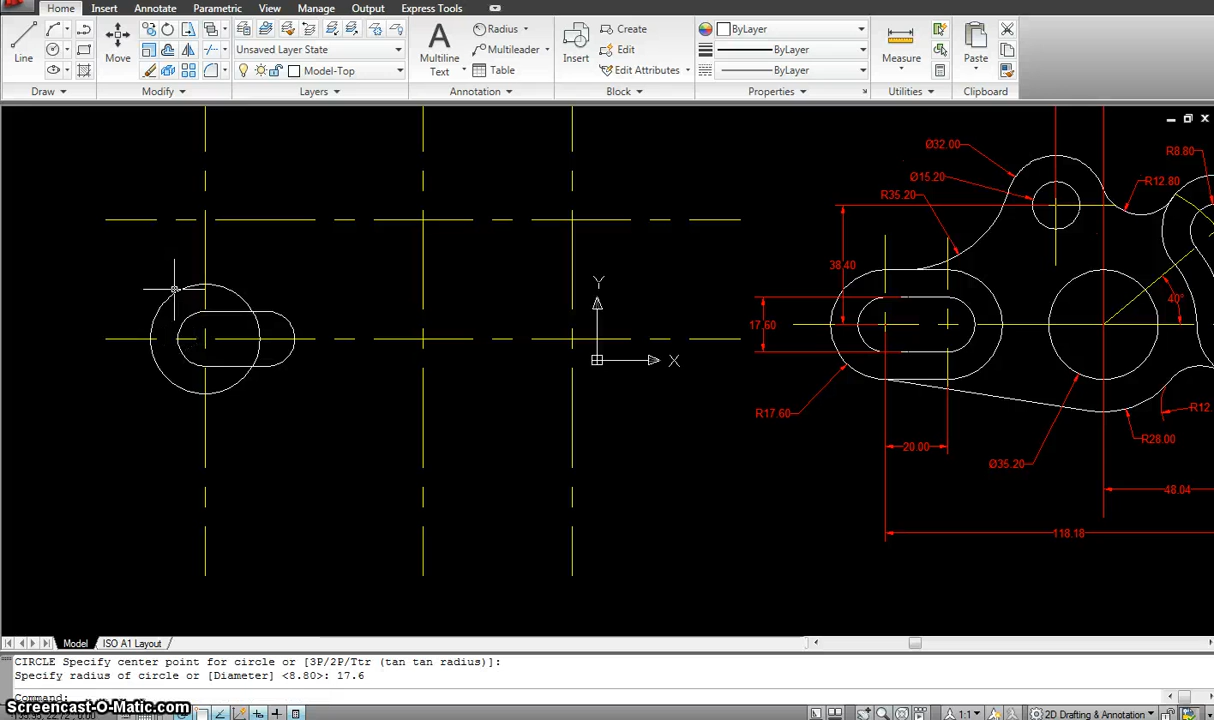 Home Insert Annotate Parametric View Manage Output Express Tools
Line
Move
Unsaved Layer State
Model-Top
Multiline
Text
Radius
Multileader
Table
Insert
Create
Edit
Edit Attributes
ByLayer
ByLayer
ByLayer
Measure
Paste
Draw Modify Layers Annotation Block Properties Utilities Clipboard
Y
X
Ø32.00
Ø15.20
R35.20
R8.80
R12.80
38.40
40°
17.60
R17.60
R12
R28.00
20.00
Ø35.20
48.04
118.18
Model ISO A1 Layout
CIRCLE Specify center point for circle or [3P/2P/Ttr (tan tan radius)]:
Specify radius of circle or [Diameter] <8.80>: 17.6
Command:
Screencast-O-Matic.com
1:1
2D Drafting & Annotation